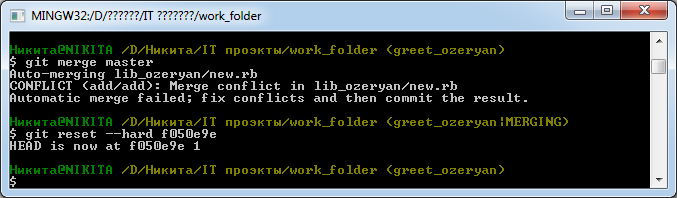 MINGW32:/D/??????/IT ???????/work_folder
Никита@NIKITA /D/Никита/IT проэкты/work_folder (greet_ozeryan)
$ git merge master
Auto-merging lib_ozeryan/new.rb
CONFLICT (add/add): Merge conflict in lib_ozeryan/new.rb
Automatic merge failed; fix conflicts and then commit the result.
Никита@NIKITA /D/Никита/IT проэкты/work_folder (greet_ozeryan|MERGING)
$ git reset --hard f050e9e
HEAD is now at f050e9e 1
Никита@NIKITA /D/Никита/IT проэкты/work_folder (greet_ozeryan)
$